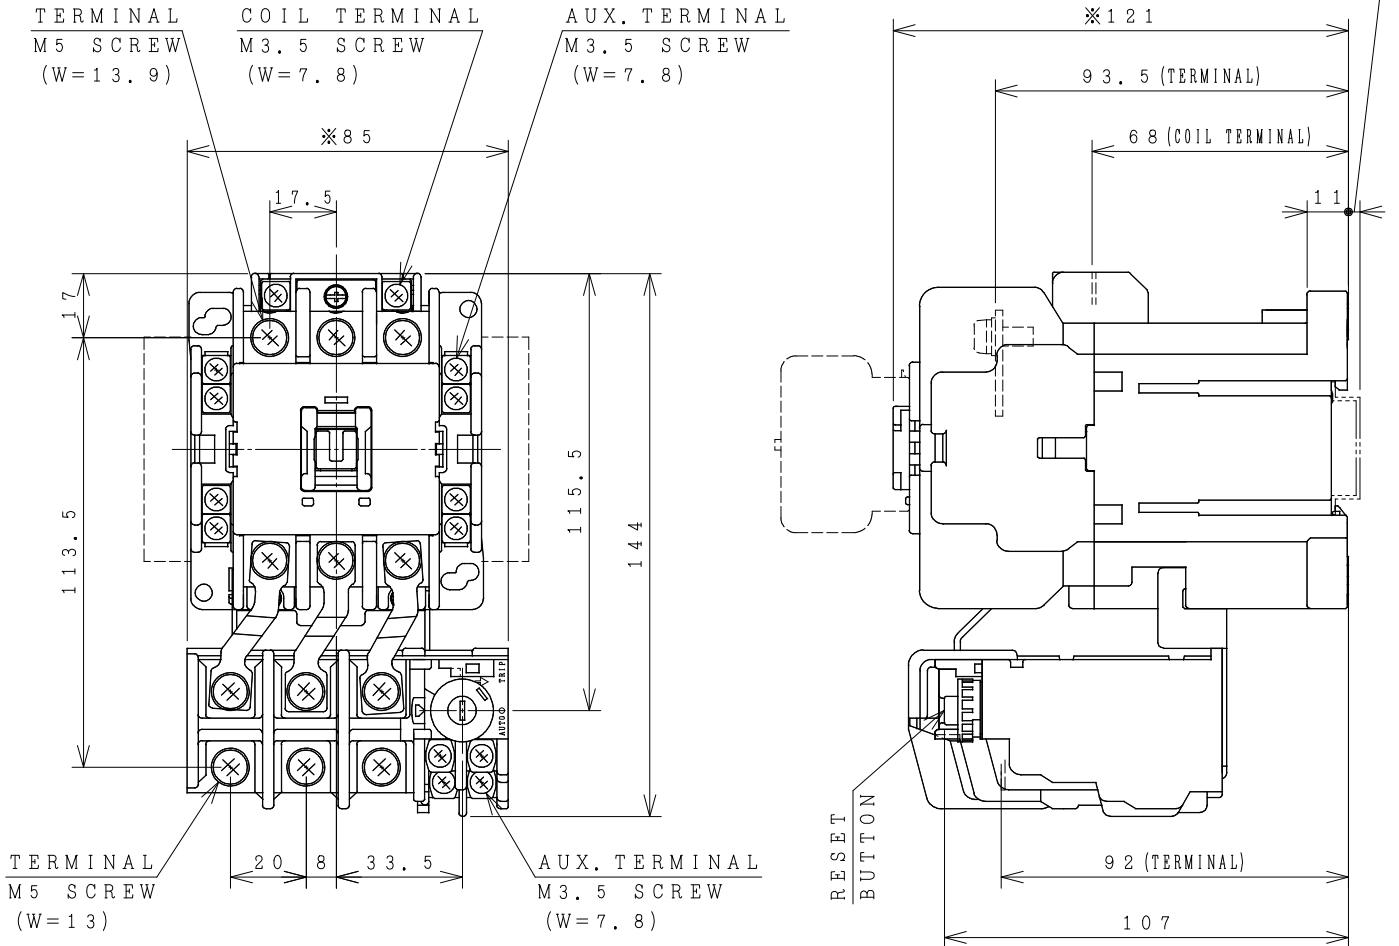 TERMINAL
M5 SCREW
(W=13.9)
COIL TERMINAL
M3.5 SCREW
(W=7.8)
AUX. TERMINAL
M3.5 SCREW
(W=7.8)
※121
93.5 (TERMINAL)
68 (COIL TERMINAL)
11
※85
17.5
17
113.5
115.5
144
TRIP
AUTO
TERMINAL
M5 SCREW
(W=13)
20
8
33.5
AUX. TERMINAL
M3.5 SCREW
(W=7.8)
RESET
BUTTON
92 (TERMINAL)
107